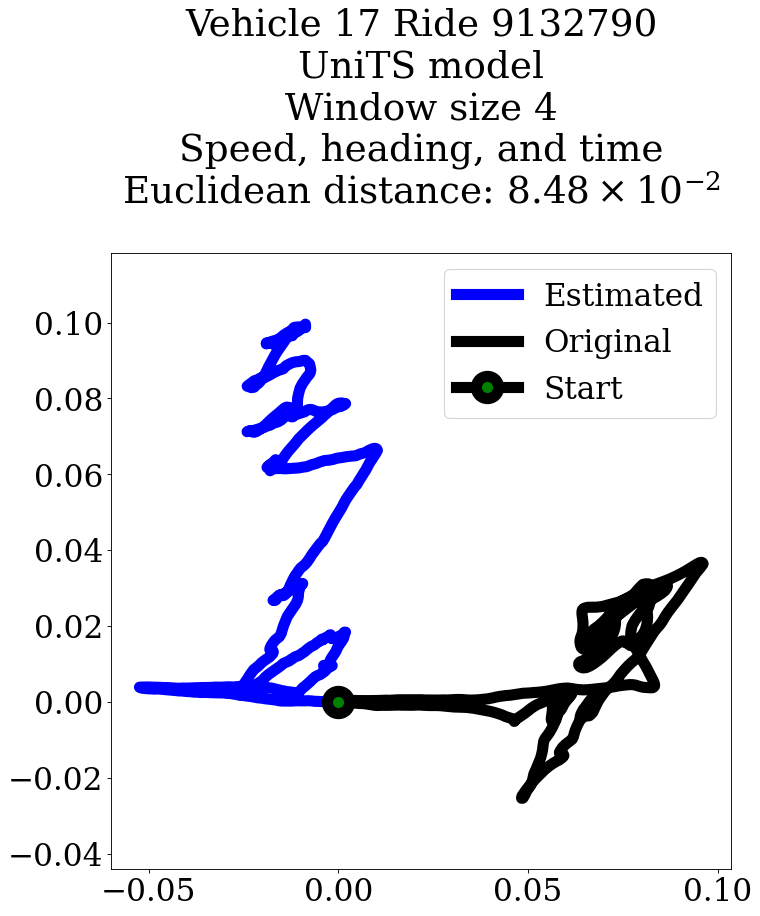 Vehicle 17 Ride 9132790
UniTS model
Window size 4
Speed, heading, and time
Euclidean distance: 8.48 × 10⁻²
Estimated
Original
Start
0.10
0.08
0.06
0.04
0.02
0.00
−0.02
−0.04
−0.05 0.00 0.05 0.10